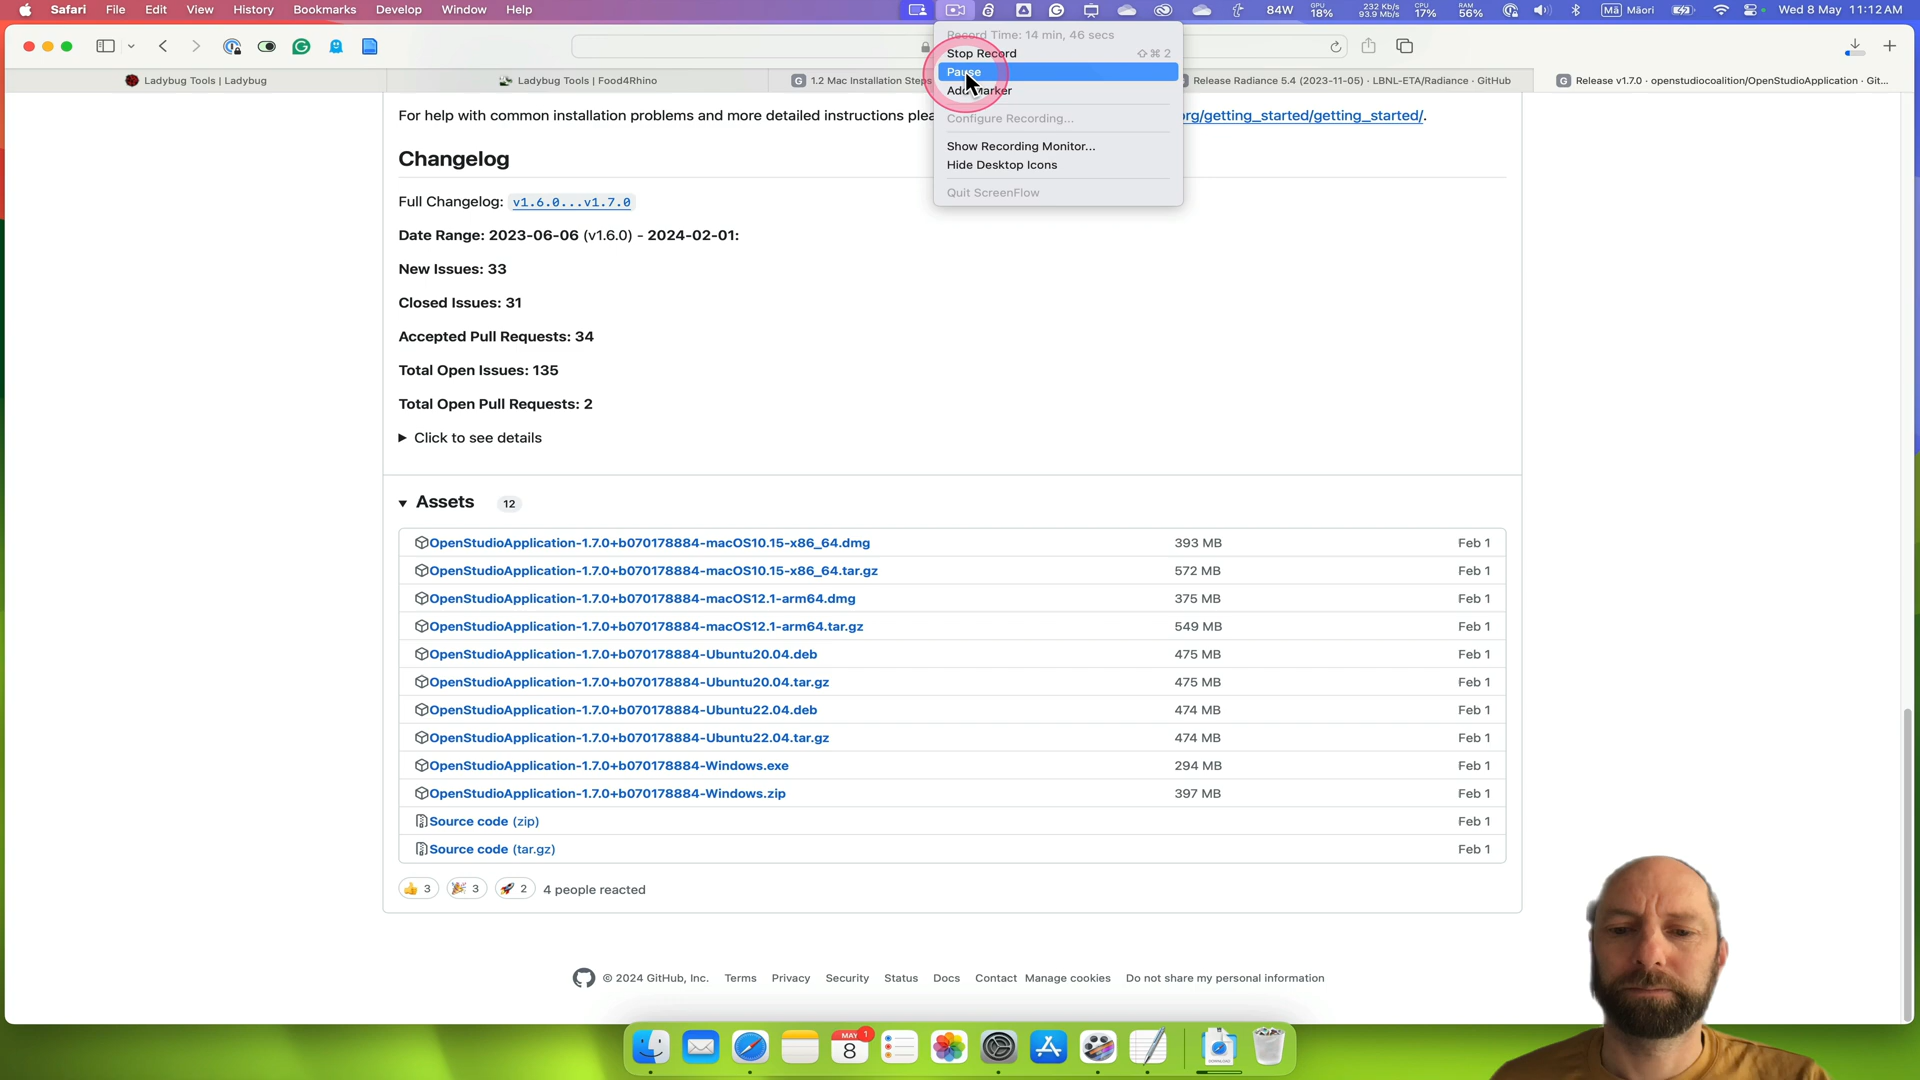 Safari File Edit View History Bookmarks Develop Window Help 84W GPU 18% 232 Kb/s 93.9 Mb/s CPU 17% RAM 56% Mā Māori Wed 8 May 11:12 AM
Record Time: 14 min, 46 secs
Stop Record ⇧⌘2
Pause
Add Marker
Configure Recording...
Show Recording Monitor...
Hide Desktop Icons
Quit ScreenFlow
Ladybug Tools | Ladybug
Ladybug Tools | Food4Rhino
G 1.2 Mac Installation Steps
Release Radiance 5.4 (2023-11-05) · LBNL-ETA/Radiance · GitHub
G Release v1.7.0 · openstudiocoalition/OpenStudioApplication · Git...
For help with common installation problems and more detailed instructions plea
org/getting_started/getting_started/.
Changelog
Full Changelog: v1.6.0...v1.7.0
Date Range: 2023-06-06 (v1.6.0) - 2024-02-01:
New Issues: 33
Closed Issues: 31
Accepted Pull Requests: 34
Total Open Issues: 135
Total Open Pull Requests: 2
Click to see details
Assets 12
OpenStudioApplication-1.7.0+b070178884-macOS10.15-x86_64.dmg 393 MB Feb 1
OpenStudioApplication-1.7.0+b070178884-macOS10.15-x86_64.tar.gz 572 MB Feb 1
OpenStudioApplication-1.7.0+b070178884-macOS12.1-arm64.dmg 375 MB Feb 1
OpenStudioApplication-1.7.0+b070178884-macOS12.1-arm64.tar.gz 549 MB Feb 1
OpenStudioApplication-1.7.0+b070178884-Ubuntu20.04.deb 475 MB Feb 1
OpenStudioApplication-1.7.0+b070178884-Ubuntu20.04.tar.gz 475 MB Feb 1
OpenStudioApplication-1.7.0+b070178884-Ubuntu22.04.deb 474 MB Feb 1
OpenStudioApplication-1.7.0+b070178884-Ubuntu22.04.tar.gz 474 MB Feb 1
OpenStudioApplication-1.7.0+b070178884-Windows.exe 294 MB Feb 1
OpenStudioApplication-1.7.0+b070178884-Windows.zip 397 MB Feb 1
Source code (zip) Feb 1
Source code (tar.gz) Feb 1
👍 3 🎉 3 🚀 2 4 people reacted
© 2024 GitHub, Inc. Terms Privacy Security Status Docs Contact Manage cookies Do not share my personal information
MAY 8 1
DOWNLOAD